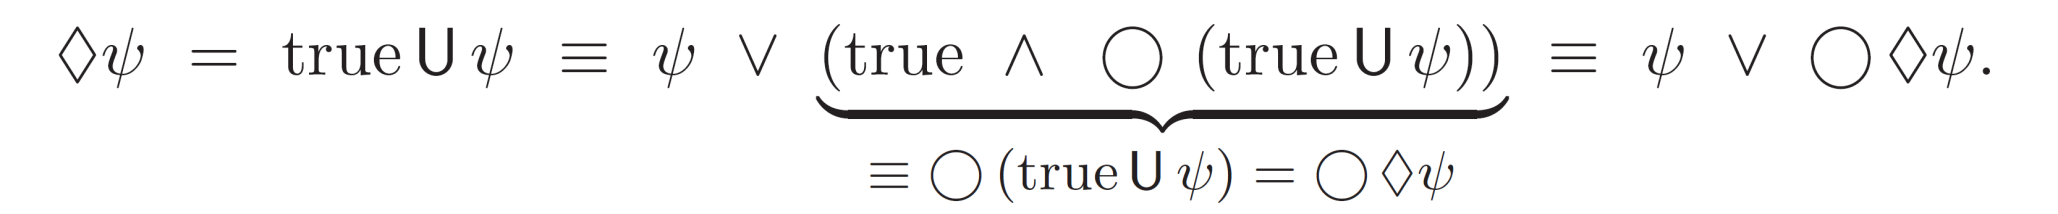 ◇ψ = true U ψ ≡ ψ ∨ (true ∧ ◯ (true U ψ)) ≡ ψ ∨ ◯ ◇ψ.
≡ ◯ (true U ψ) = ◯ ◇ψ